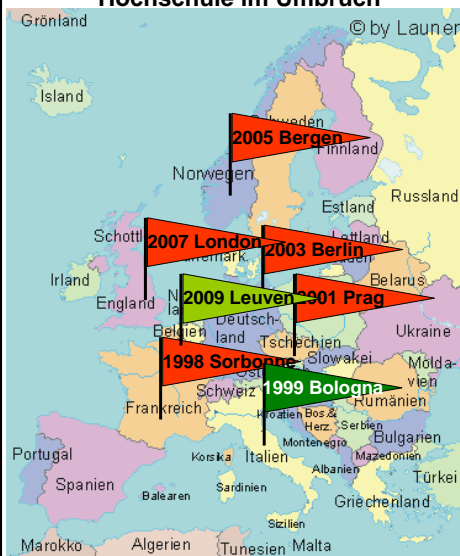 Hochschule im Umbruch
Grönland
© by Launer
Island
Schweden
2005 Bergen
Finnland
Norwegen
Russland
Estland
Schottl
2007 London
2003 Berlin
Lettland
nemark.
Irland
Belarus
2009 Leuven
2001 Prag
England
Belgien
Deutsch-
land
Ukraine
Tschechien
1998 Sorbonne
Slowakei
Molda-
vien
Schweiz
1999 Bologna
Rumänien
Frankreich
Kroatien
Bos.&
Herz.
Serbien
Bulgarien
Montenegro
Portugal
Korsika
Italien
Mazedonien
Albanien
Spanien
Balearen
Sardinien
Türkei
Griechenland
Sizilien
Marokko
Algerien
Tunesien
Malta